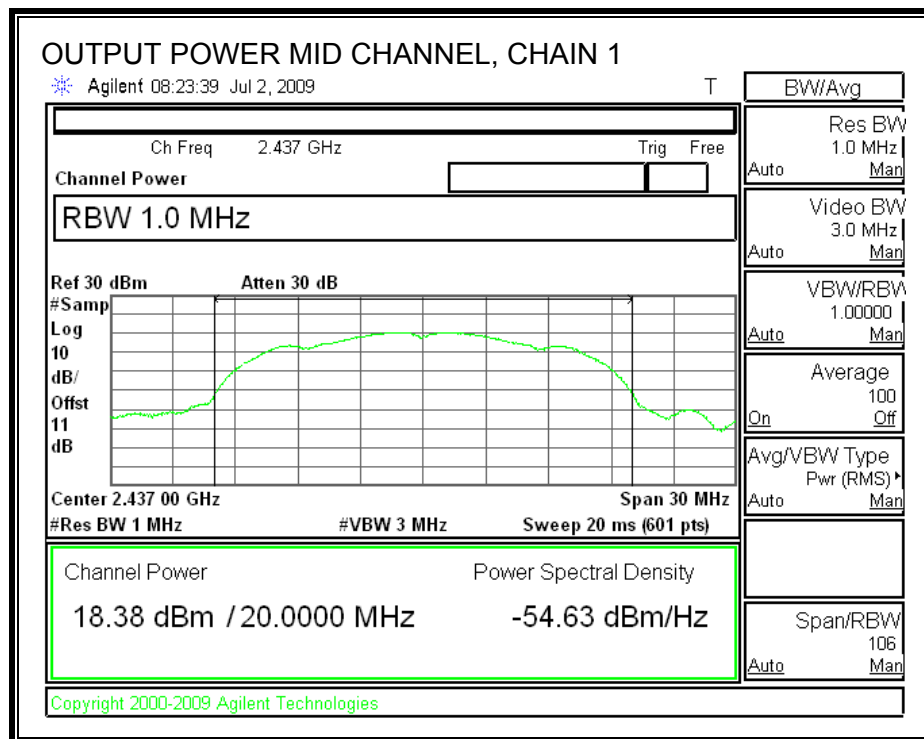 OUTPUT POWER MID CHANNEL, CHAIN 1
Agilent 08:23:39 Jul 2, 2009 T
Ch Freq 2.437 GHz Trig Free
Channel Power
RBW 1.0 MHz
Ref 30 dBm Atten 30 dB
#Samp
Log
10
dB/
Offst
11
dB
Center 2.437 00 GHz Span 30 MHz
#Res BW 1 MHz #VBW 3 MHz Sweep 20 ms (601 pts)
Channel Power Power Spectral Density
18.38 dBm / 20.0000 MHz -54.63 dBm/Hz
Copyright 2000-2009 Agilent Technologies
BW/Avg
Res BW
1.0 MHz
Auto Man
Video BW
3.0 MHz
Auto Man
VBW/RBW
1.00000
Auto Man
Average
100
On Off
Avg/VBW Type
Pwr (RMS)
Auto Man
Span/RBW
106
Auto Man